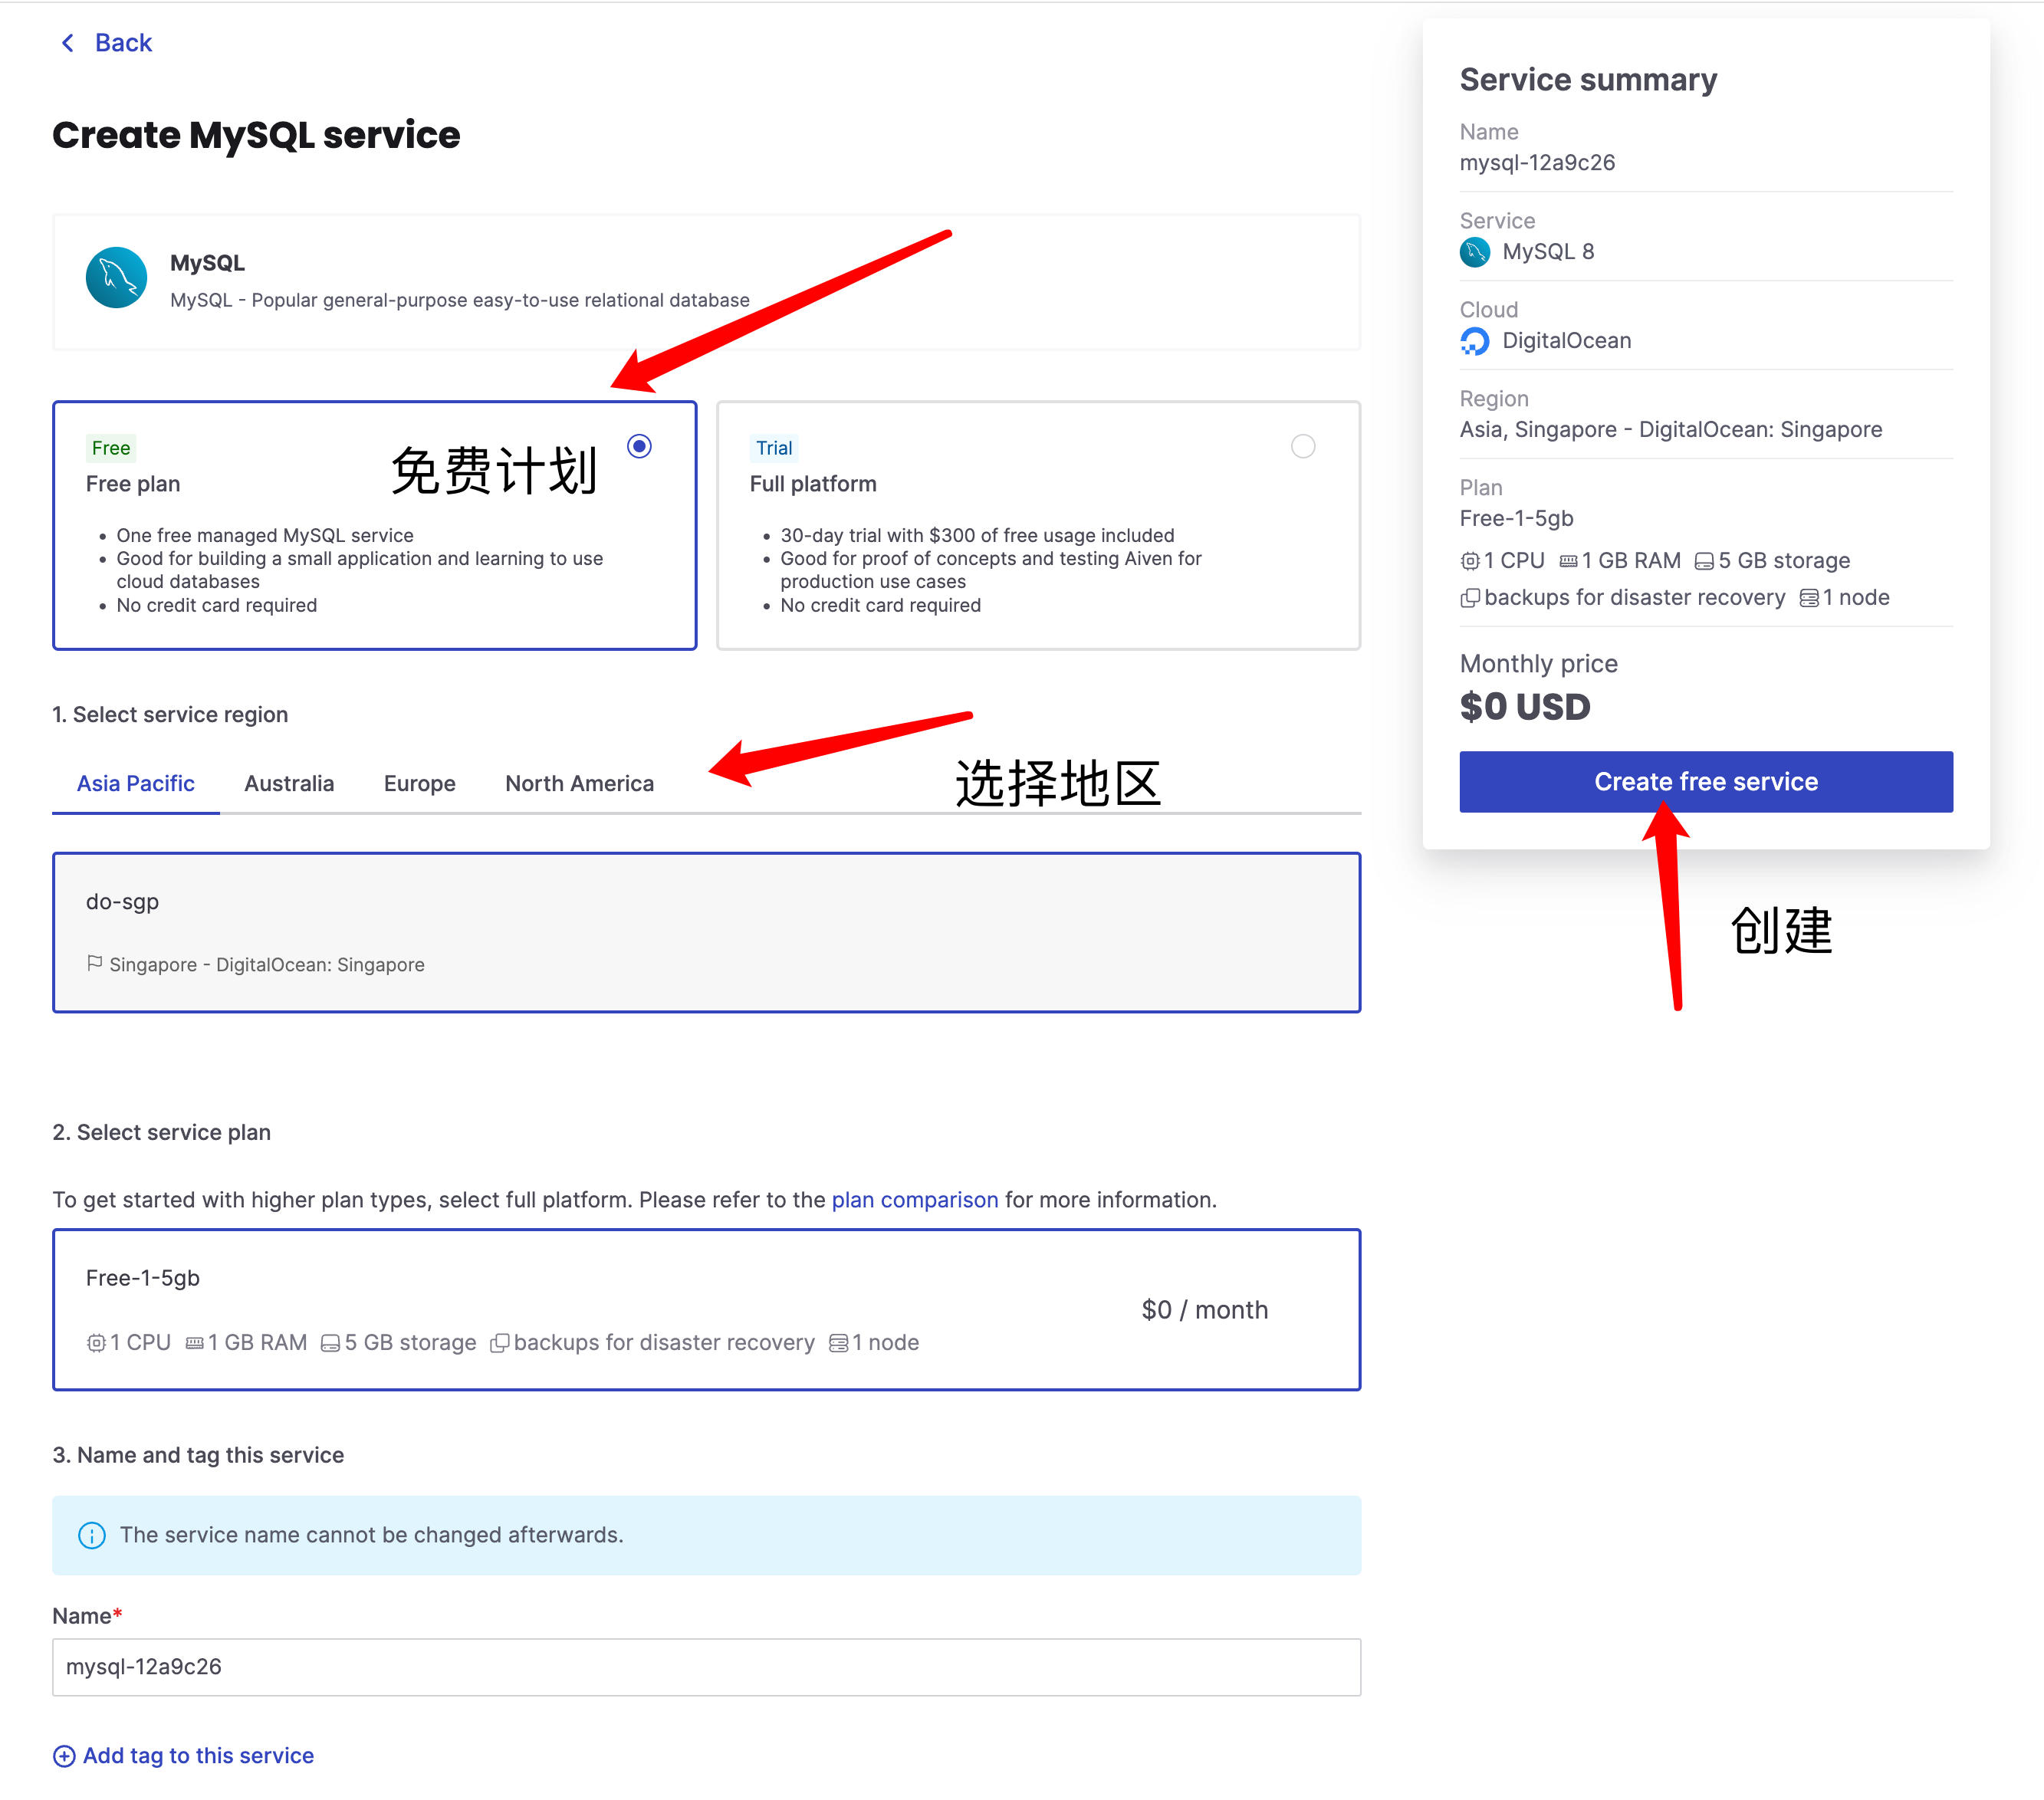 Back
Create MySQL service
MySQL
MySQL - Popular general-purpose easy-to-use relational database
Free
免费计划
Free plan
One free managed MySQL service
Good for building a small application and learning to use
cloud databases
No credit card required
Trial
Full platform
30-day trial with $300 of free usage included
Good for proof of concepts and testing Aiven for
production use cases
No credit card required
1. Select service region
Asia Pacific Australia Europe North America
选择地区
do-sgp
Singapore - DigitalOcean: Singapore
2. Select service plan
To get started with higher plan types, select full platform. Please refer to the plan comparison for more information.
Free-1-5gb
$0 / month
1 CPU 1 GB RAM 5 GB storage backups for disaster recovery 1 node
3. Name and tag this service
The service name cannot be changed afterwards.
Name*
mysql-12a9c26
Add tag to this service
Service summary
Name
mysql-12a9c26
Service
MySQL 8
Cloud
DigitalOcean
Region
Asia, Singapore - DigitalOcean: Singapore
Plan
Free-1-5gb
1 CPU 1 GB RAM 5 GB storage
backups for disaster recovery 1 node
Monthly price
$0 USD
Create free service
创建